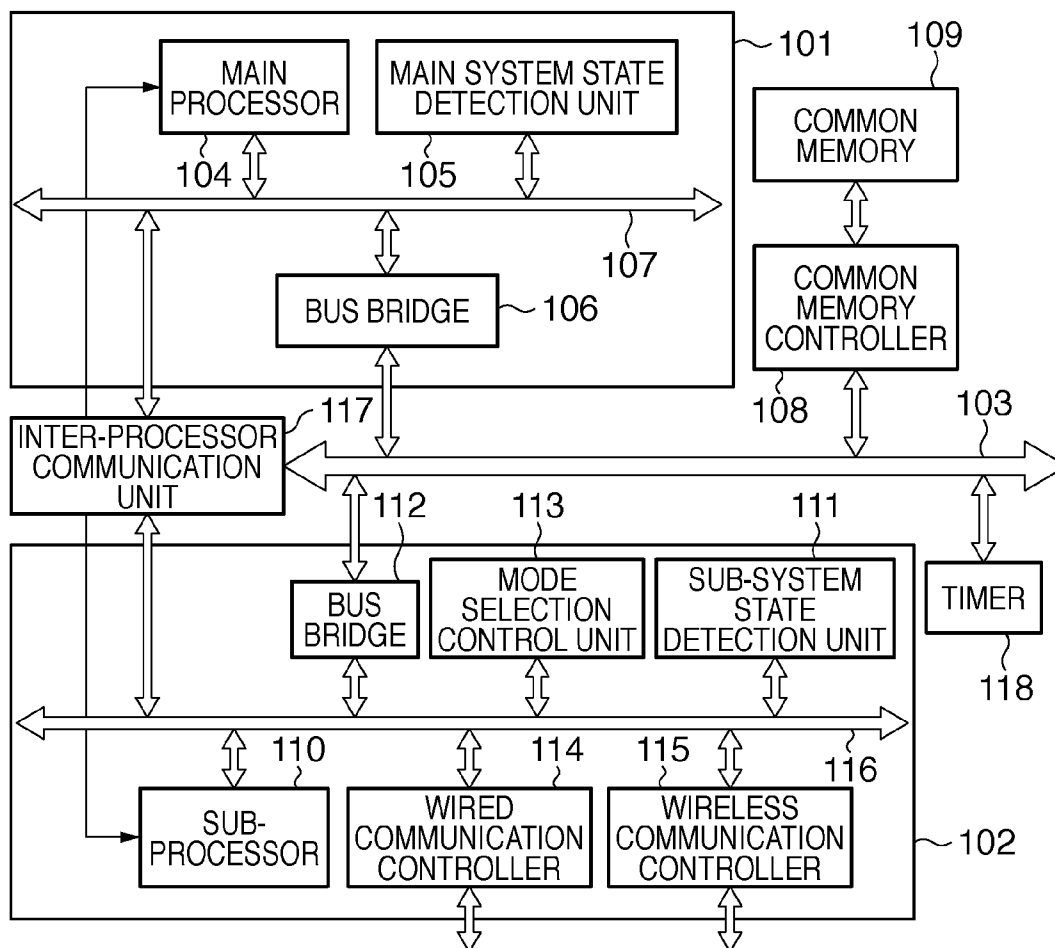 101
109
MAIN
PROCESSOR
MAIN SYSTEM STATE
DETECTION UNIT
COMMON
MEMORY
104
105
107
BUS BRIDGE
106
COMMON
MEMORY
CONTROLLER
108
117
103
INTER-PROCESSOR
COMMUNICATION
UNIT
112
113
111
BUS
BRIDGE
MODE
SELECTION
CONTROL UNIT
SUB-SYSTEM
STATE
DETECTION UNIT
TIMER
118
110
114
115
116
SUB-
PROCESSOR
WIRED
COMMUNICATION
CONTROLLER
WIRELESS
COMMUNICATION
CONTROLLER
102